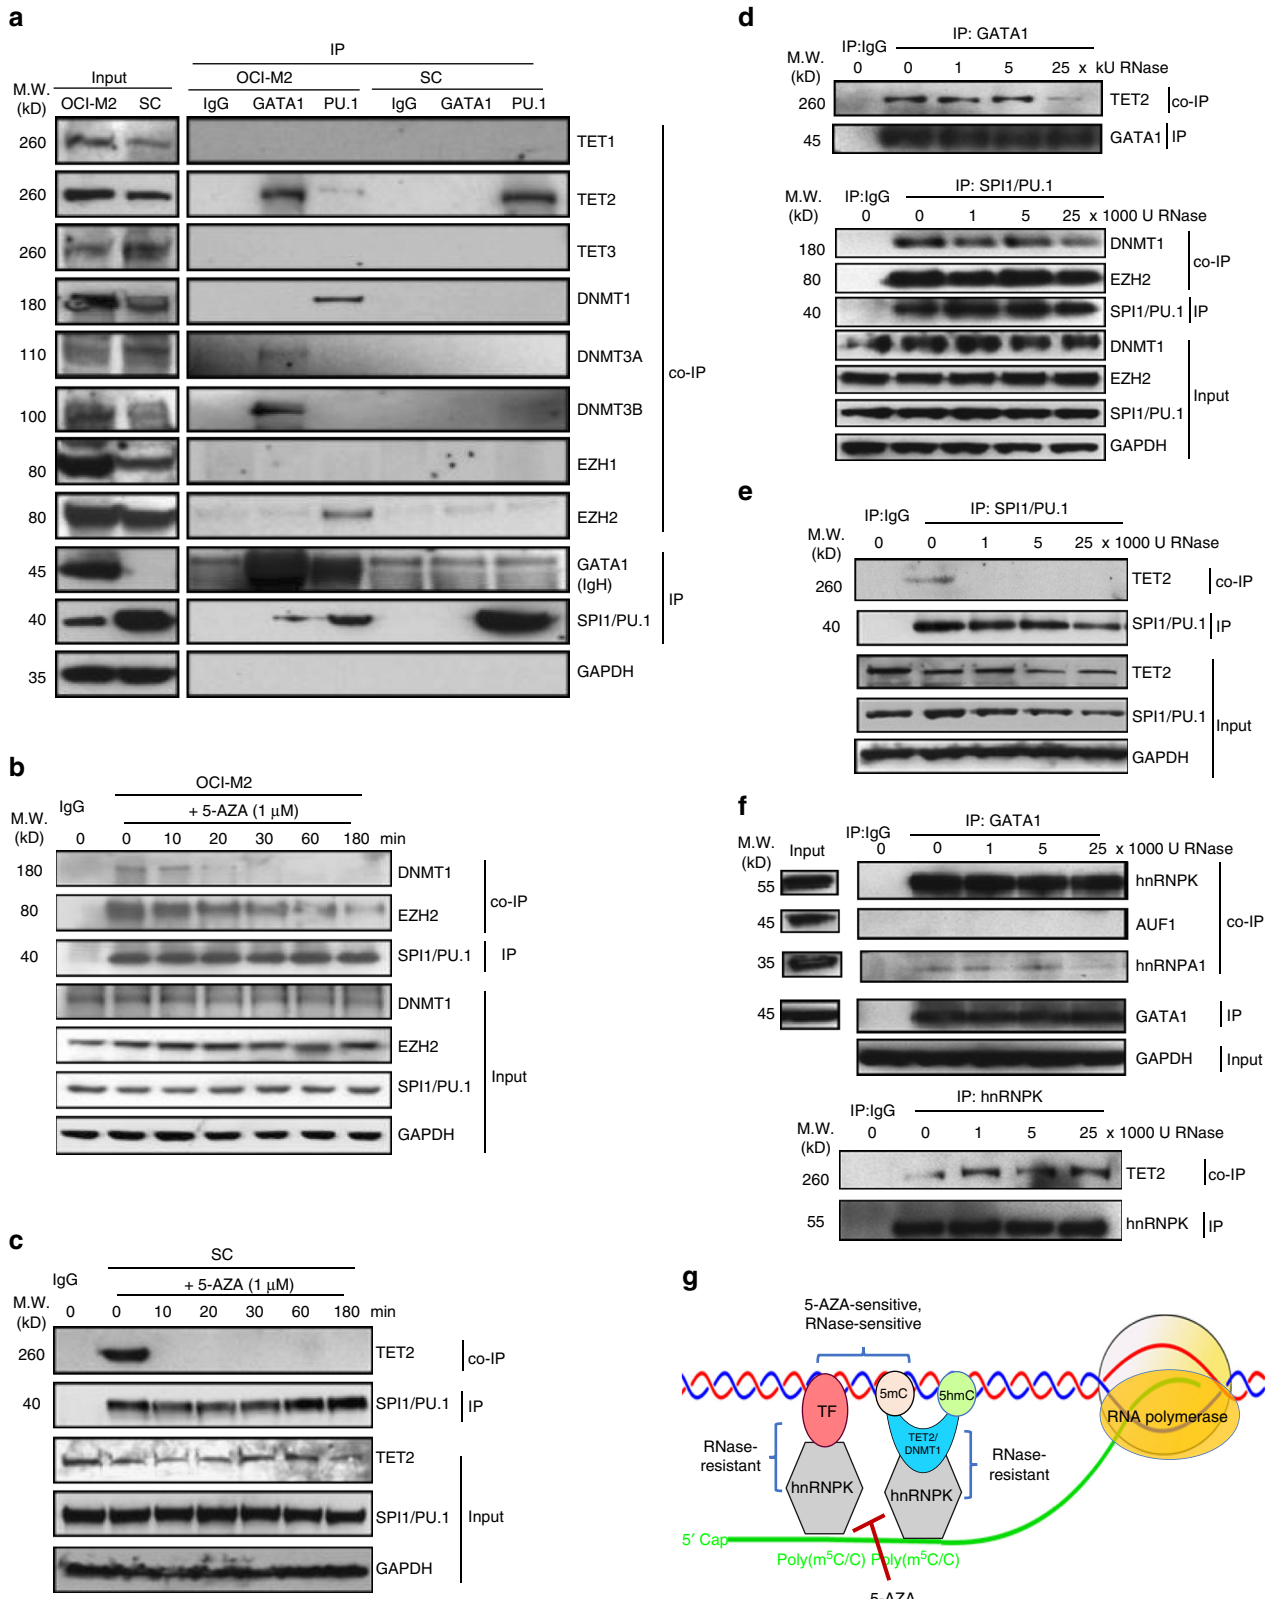 a
IP
Input
OCI-M2
SC
M.W.
(kD)
OCI-M2 SC
IgG GATA1 PU.1 IgG GATA1 PU.1
260 TET1
260 TET2
260 TET3
180 DNMT1
110 DNMT3A
100 DNMT3B
80 EZH1
80 EZH2
co-IP
45 GATA1
(IgH)
40 SPI1/PU.1
IP
35 GAPDH
b
OCI-M2
IgG
+ 5-AZA (1 μM)
M.W.
(kD)
0 0 10 20 30 60 180 min
180 DNMT1
80 EZH2
co-IP
40 SPI1/PU.1 IP
DNMT1
EZH2
SPI1/PU.1
GAPDH
Input
c
SC
IgG
+ 5-AZA (1 μM)
M.W.
(kD)
0 0 10 20 30 60 180 min
260 TET2 co-IP
40 SPI1/PU.1 IP
TET2
SPI1/PU.1
GAPDH
Input
d
IP:IgG IP: GATA1
M.W.
(kD)
0 0 1 5 25 x kU RNase
260 TET2 co-IP
45 GATA1 IP
M.W.
(kD)
IP:IgG IP: SPI1/PU.1
0 0 1 5 25 x 1000 U RNase
180 DNMT1
80 EZH2
co-IP
40 SPI1/PU.1 IP
DNMT1
EZH2
SPI1/PU.1
GAPDH
Input
e
IP:IgG IP: SPI1/PU.1
M.W.
(kD)
0 0 1 5 25 x 1000 U RNase
260 TET2 co-IP
40 SPI1/PU.1 IP
TET2
SPI1/PU.1
GAPDH
Input
f
IP: GATA1
M.W.
(kD)
Input
IP:IgG
0 0 1 5 25 x 1000 U RNase
55 hnRNPK
45 AUF1
35 hnRNPA1
co-IP
45 GATA1 IP
GAPDH Input
IP:IgG IP: hnRNPK
M.W.
(kD)
0 0 1 5 25 x 1000 U RNase
260 TET2 co-IP
55 hnRNPK IP
g
5-AZA-sensitive,
RNase-sensitive
TF
5mC
5hmC
RNA polymerase
TET2/
DNMT1
RNase-
resistant
RNase-
resistant
hnRNPK
hnRNPK
5′ Cap
Poly(m⁵C/C) Poly(m⁵C/C)
5-AZA